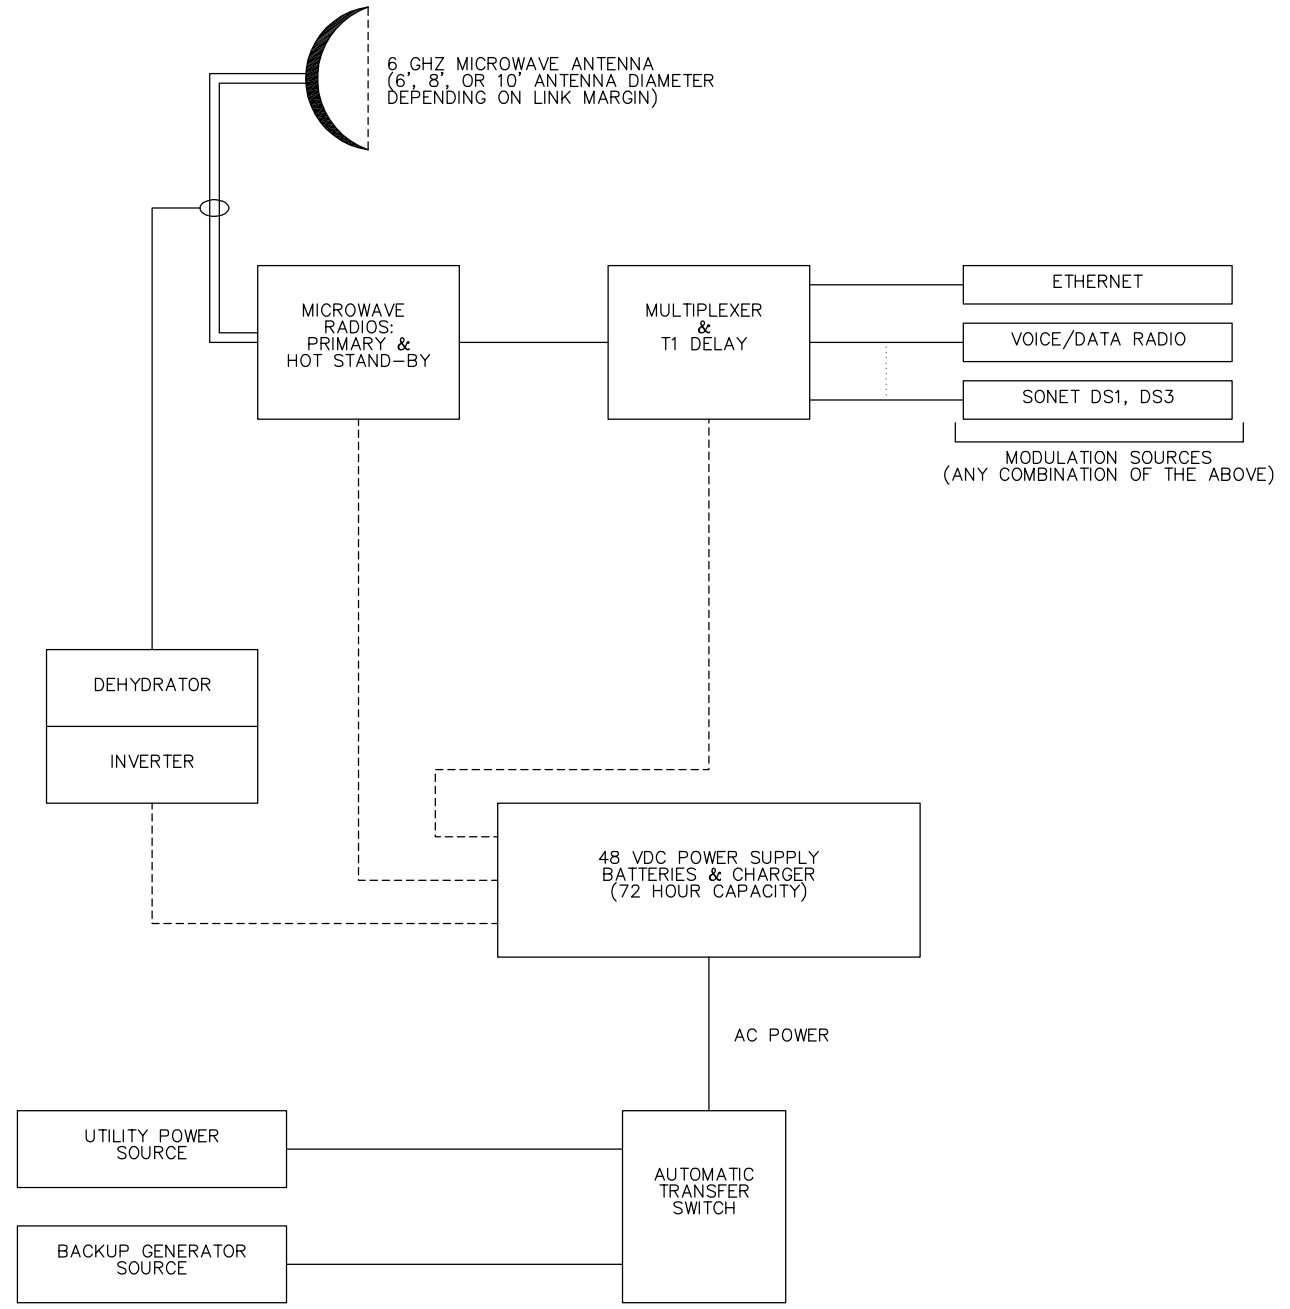 6 GHZ MICROWAVE ANTENNA
(6', 8', OR 10' ANTENNA DIAMETER
DEPENDING ON LINK MARGIN)
MICROWAVE
RADIOS:
PRIMARY &
HOT STAND-BY
MULTIPLEXER
&
T1 DELAY
ETHERNET
VOICE/DATA RADIO
SONET DS1, DS3
MODULATION SOURCES
(ANY COMBINATION OF THE ABOVE)
DEHYDRATOR
INVERTER
48 VDC POWER SUPPLY
BATTERIES & CHARGER
(72 HOUR CAPACITY)
AC POWER
UTILITY POWER
SOURCE
AUTOMATIC
TRANSFER
SWITCH
BACKUP GENERATOR
SOURCE